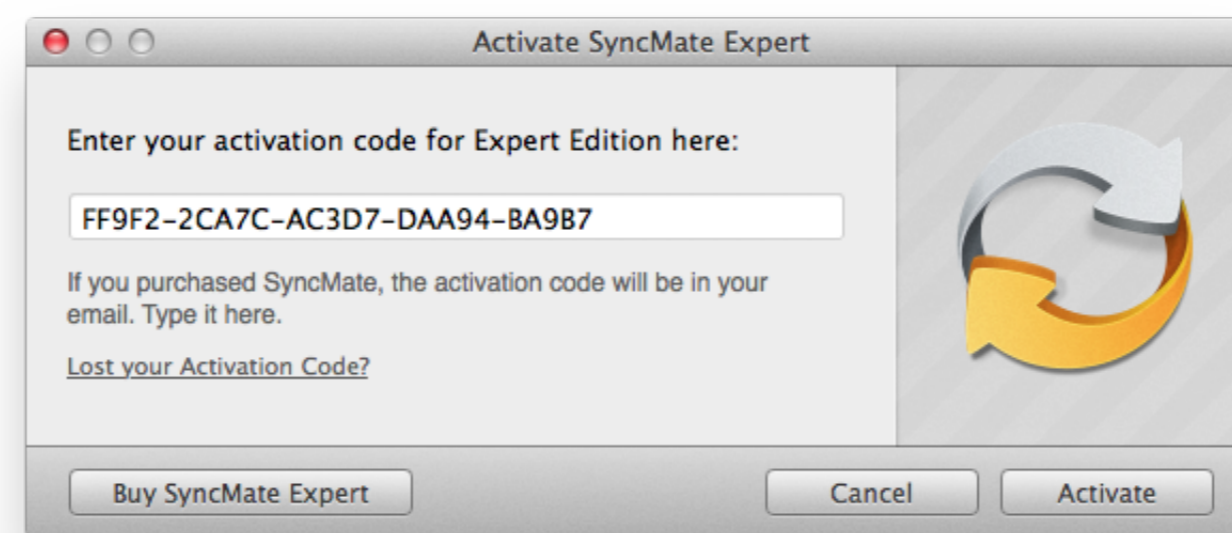 Activate SyncMate Expert
Enter your activation code for Expert Edition here:
FF9F2-2CA7C-AC3D7-DAA94-BA9B7
If you purchased SyncMate, the activation code will be in your
email. Type it here.
Lost your Activation Code?
Buy SyncMate Expert
Cancel
Activate